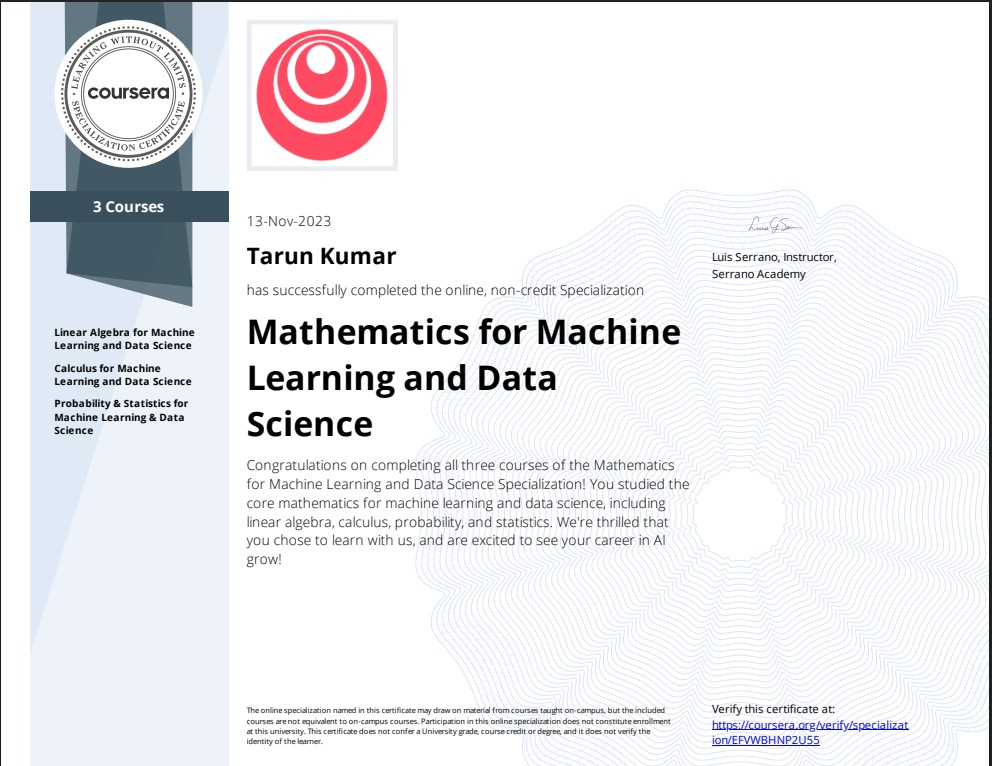 LEARNING WITHOUT LIMITS
coursera
SPECIALIZATION CERTIFICATE
3 Courses
Linear Algebra for Machine
Learning and Data Science
Calculus for Machine
Learning and Data Science
Probability & Statistics for
Machine Learning & Data
Science
13-Nov-2023
Tarun Kumar
has successfully completed the online, non-credit Specialization
Mathematics for Machine
Learning and Data
Science
Congratulations on completing all three courses of the Mathematics
for Machine Learning and Data Science Specialization! You studied the
core mathematics for machine learning and data science, including
linear algebra, calculus, probability, and statistics. We're thrilled that
you chose to learn with us, and are excited to see your career in AI
grow!
Luis Serrano, Instructor,
Serrano Academy
The online specialization named in this certificate may draw on material from courses taught on-campus, but the included
courses are not equivalent to on-campus courses. Participation in this online specialization does not constitute enrollment
at this university. This certificate does not confer a University grade, course credit or degree, and it does not verify the
identity of the learner.
Verify this certificate at:
https://coursera.org/verify/specializat
ion/EFVWBHNP2U55